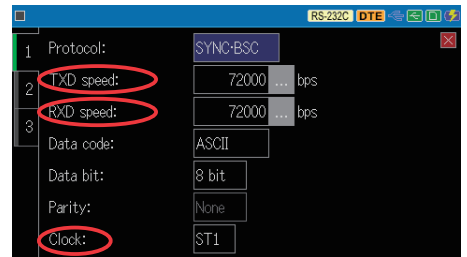 RS-232C DTE
1 Protocol: SYNC·BSC
2 TXD speed: 72000 ... bps
3 RXD speed: 72000 ... bps
Data code: ASCII
Data bit: 8 bit
Parity: None
Clock: ST1